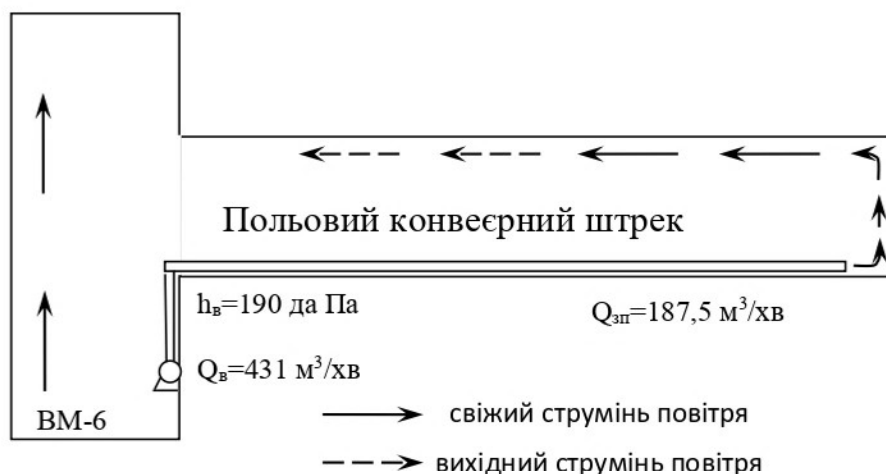 Польовий конвеєрний штрек
hв=190 да Па
Qзп=187,5 м³/хв
Qв=431 м³/хв
ВМ-6
свіжий струмінь повітря
вихідний струмінь повітря